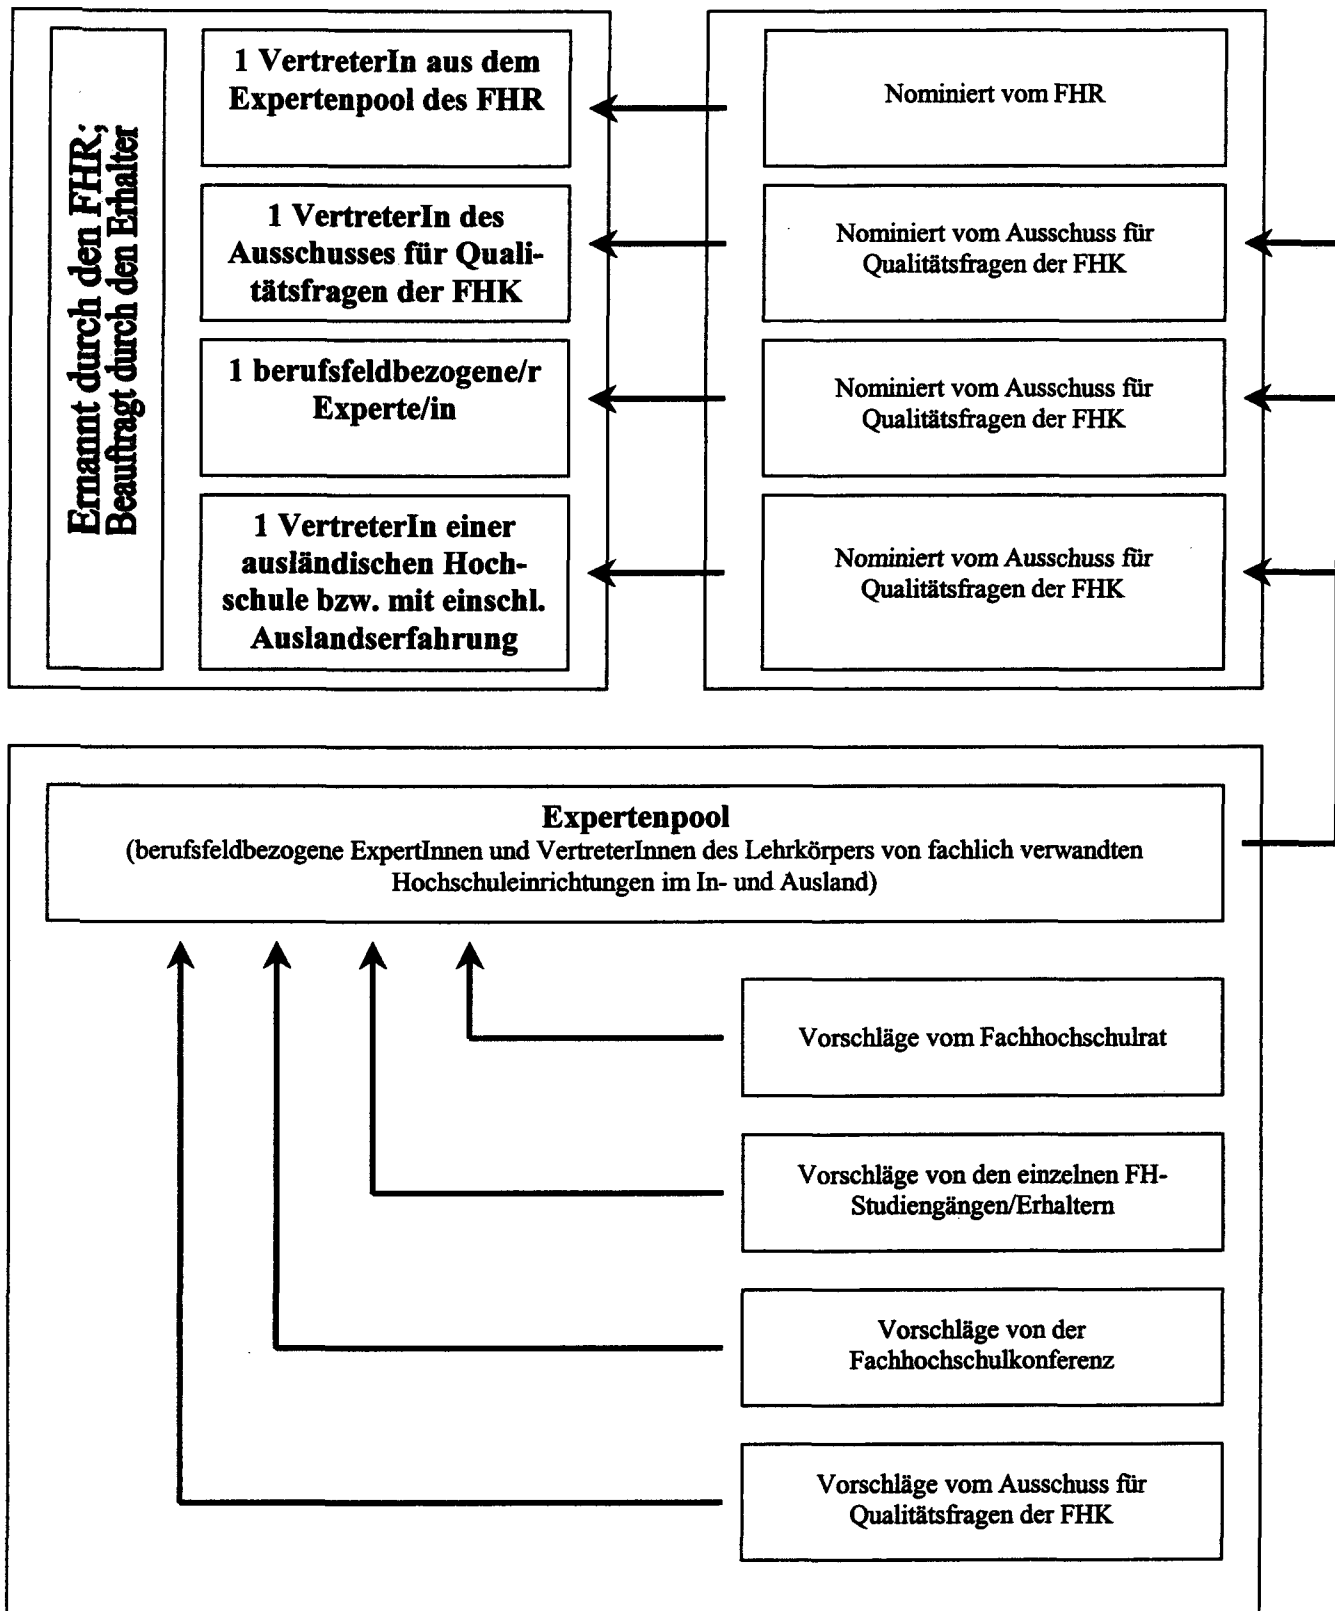 Ernannt durch den FHR;
Beauftragt durch den Erhalter
1 VertreterIn aus dem
Expertenpool des FHR
Nominiert vom FHR
1 VertreterIn des
Ausschusses für Quali-
tätsfragen der FHK
Nominiert vom Ausschuss für
Qualitätsfragen der FHK
1 berufsfeldbezogene/r
Experte/in
Nominiert vom Ausschuss für
Qualitätsfragen der FHK
1 VertreterIn einer
ausländischen Hoch-
schule bzw. mit einschl.
Auslandserfahrung
Nominiert vom Ausschuss für
Qualitätsfragen der FHK
Expertenpool
(berufsfeldbezogene ExpertInnen und VertreterInnen des Lehrkörpers von fachlich verwandten
Hochschuleinrichtungen im In- und Ausland)
Vorschläge vom Fachhochschulrat
Vorschläge von den einzelnen FH-
Studiengängen/Erhaltern
Vorschläge von der
Fachhochschulkonferenz
Vorschläge vom Ausschuss für
Qualitätsfragen der FHK